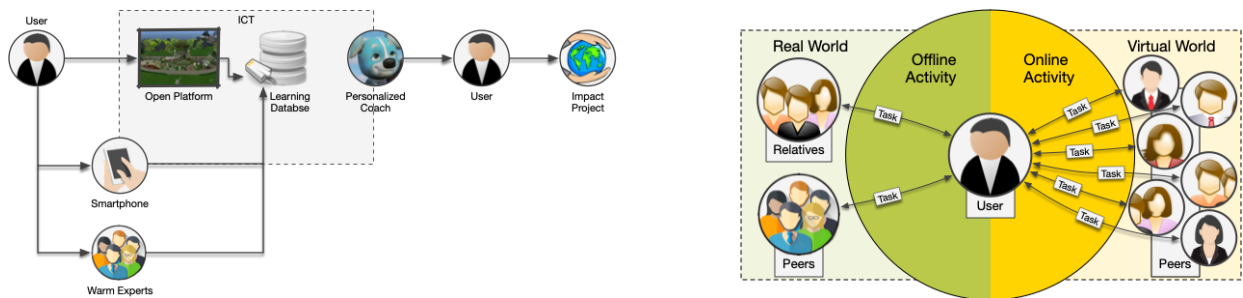 User
ICT
Open Platform
Learning
Databse
Personalized
Coach
User
Impact
Project
Smartphone
Warm Experts
Real World
Offline
Activity
Online
Activity
Virtual World
Task
Task
Relatives
Peers
User
Task
Task
Task
Task
Task
Task
Peers